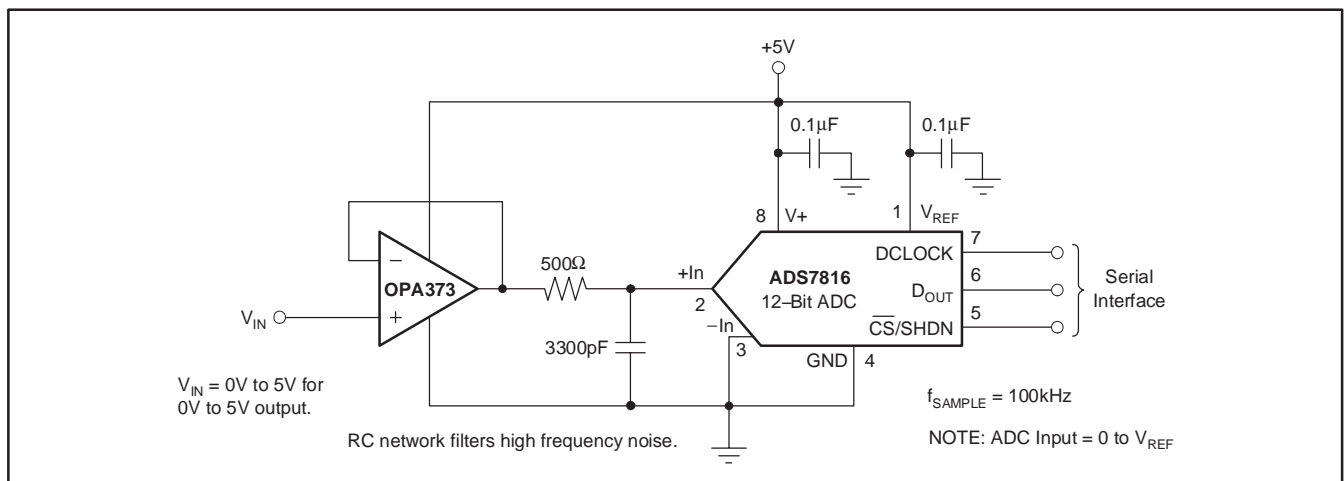 +5V
0.1µF
0.1µF
8
V+
1
VREF
−
OPA373
+
VIN
500Ω
3300pF
+In
2
−In
3
ADS7816
12–Bit ADC
DCLOCK
7
DOUT
6
CS/SHDN
5
GND
4
Serial
Interface
VIN = 0V to 5V for
0V to 5V output.
RC network filters high frequency noise.
fSAMPLE = 100kHz
NOTE: ADC Input = 0 to VREF